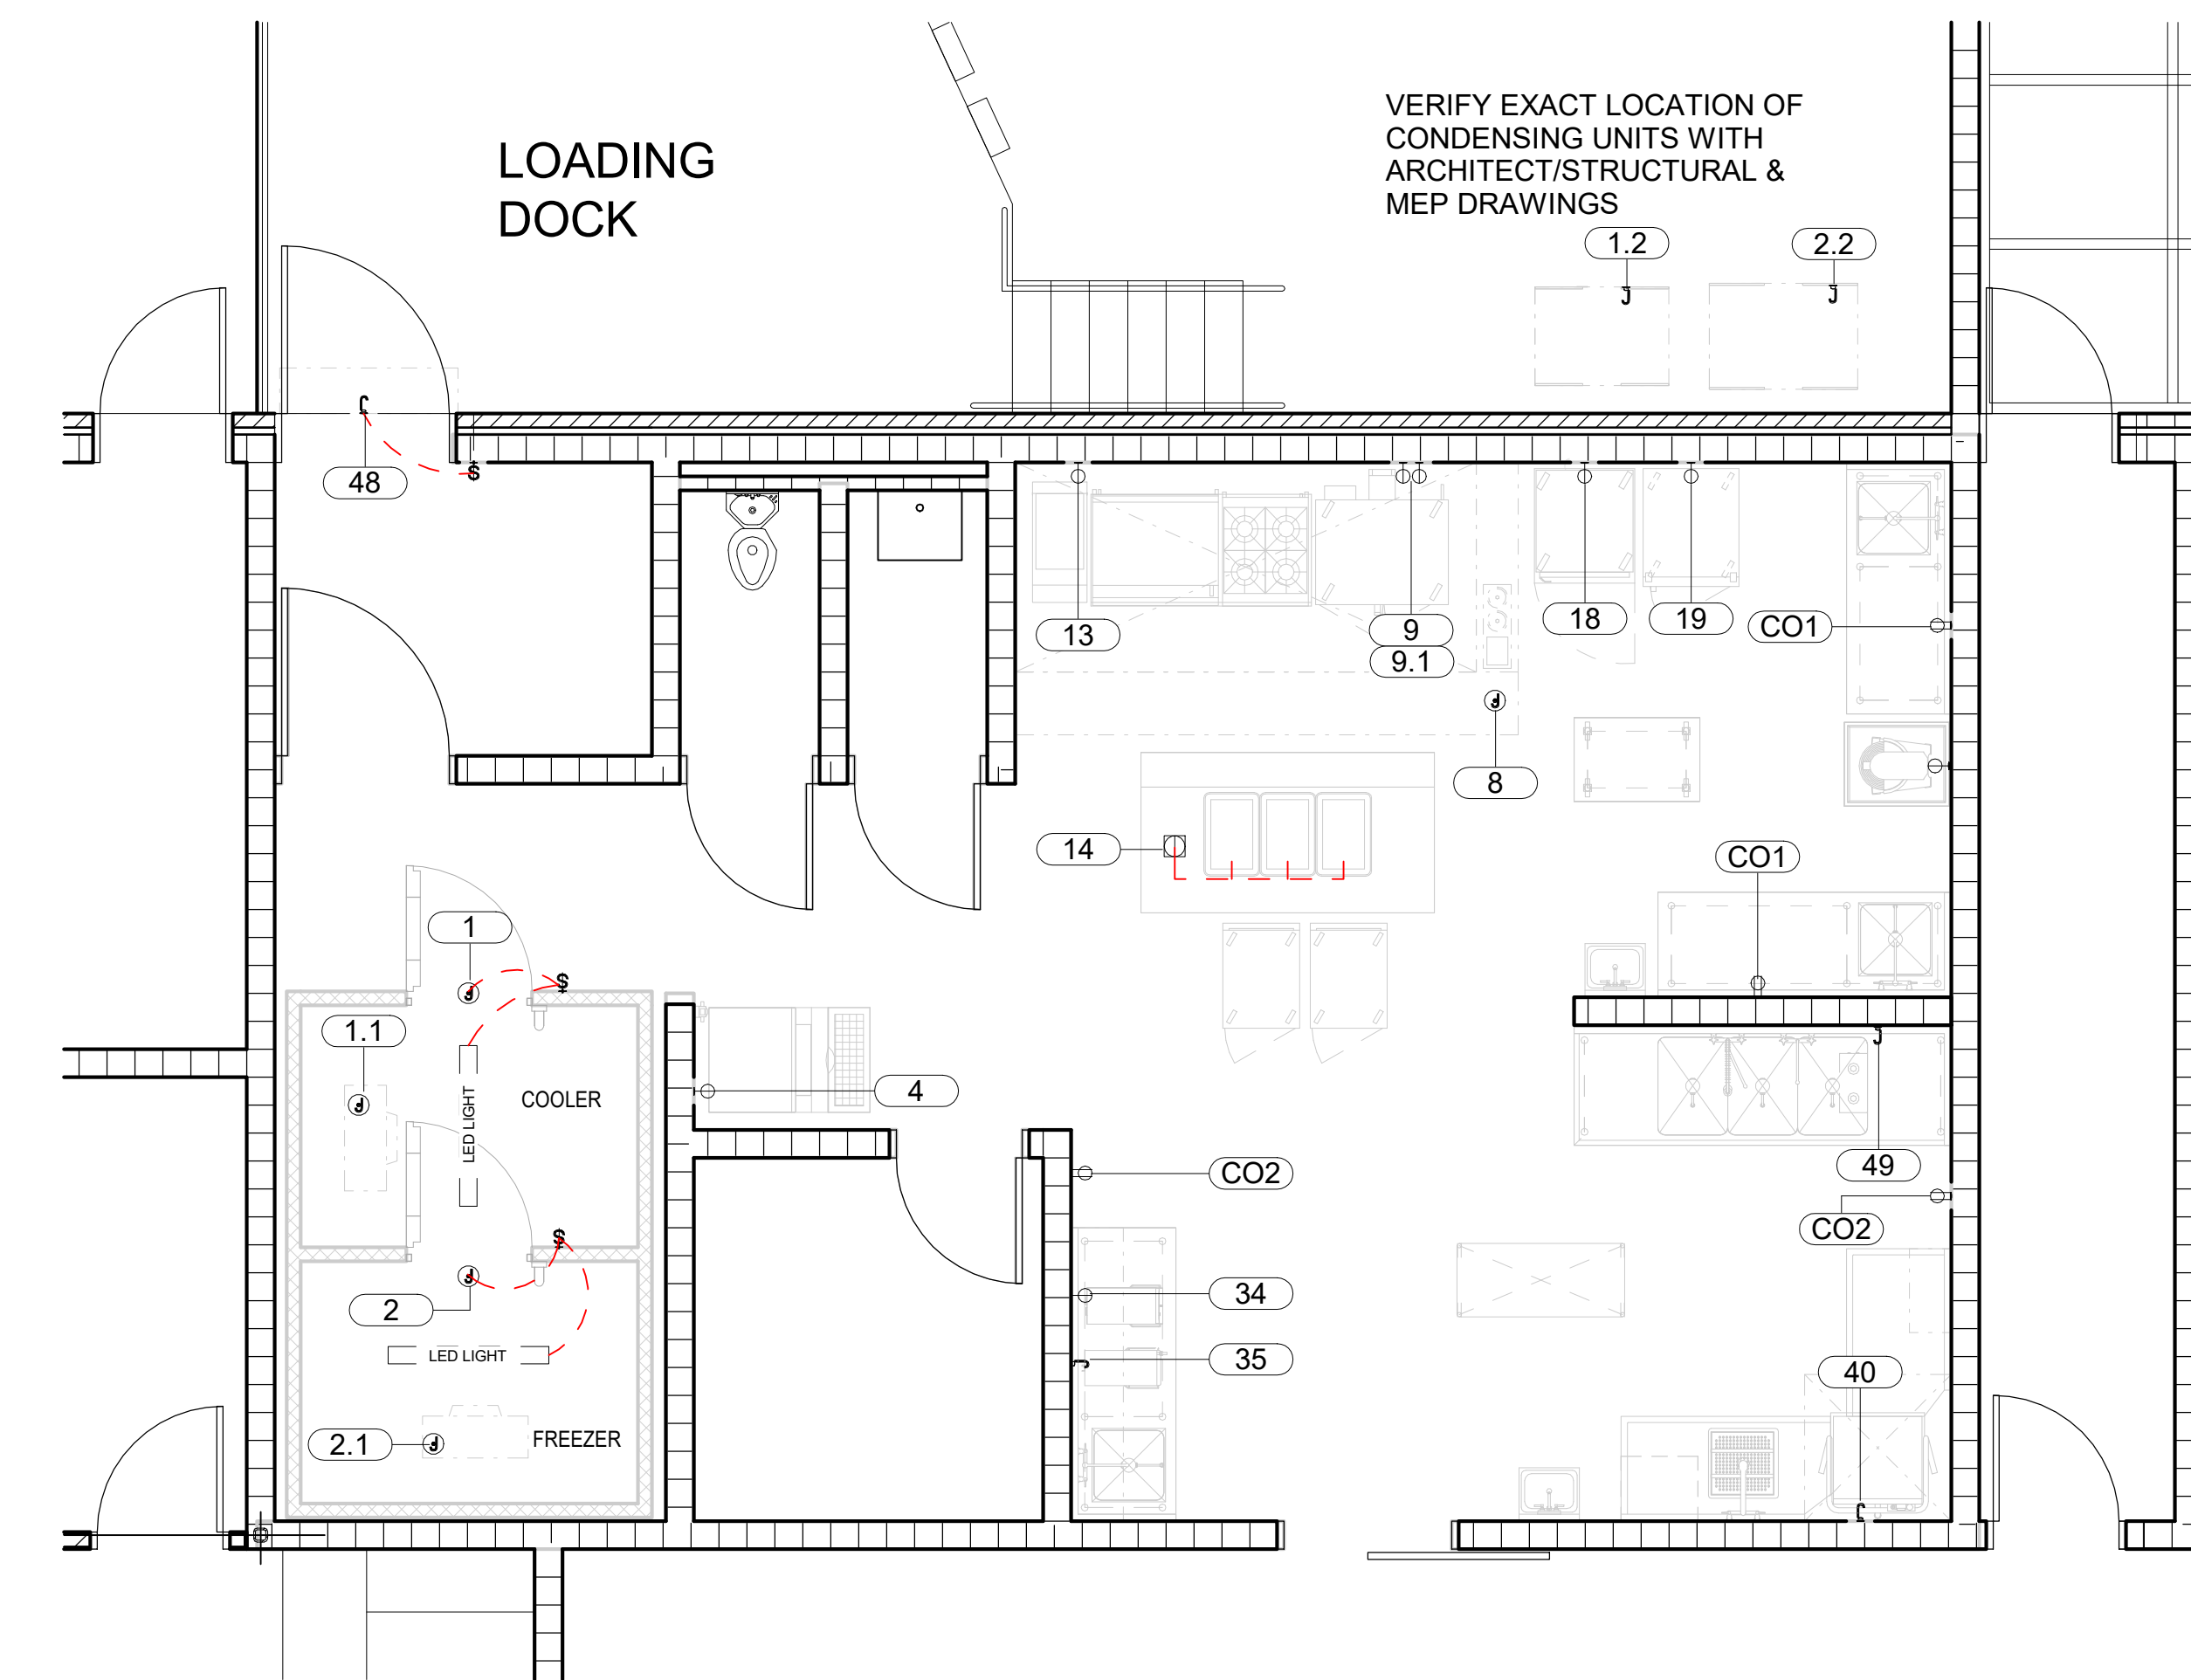 LOADING
DOCK
VERIFY EXACT LOCATION OF
CONDENSING UNITS WITH
ARCHITECT/STRUCTURAL &
MEP DRAWINGS
1.2
2.2
J
J
48
$
13
9
9.1
18
19
CO1
J
8
14
CO1
1
$
J
1.1
J
LED LIGHT
COOLER
4
49
J
CO2
CO2
$
J
2
34
LED LIGHT
35
J
40
2.1
J
FREEZER